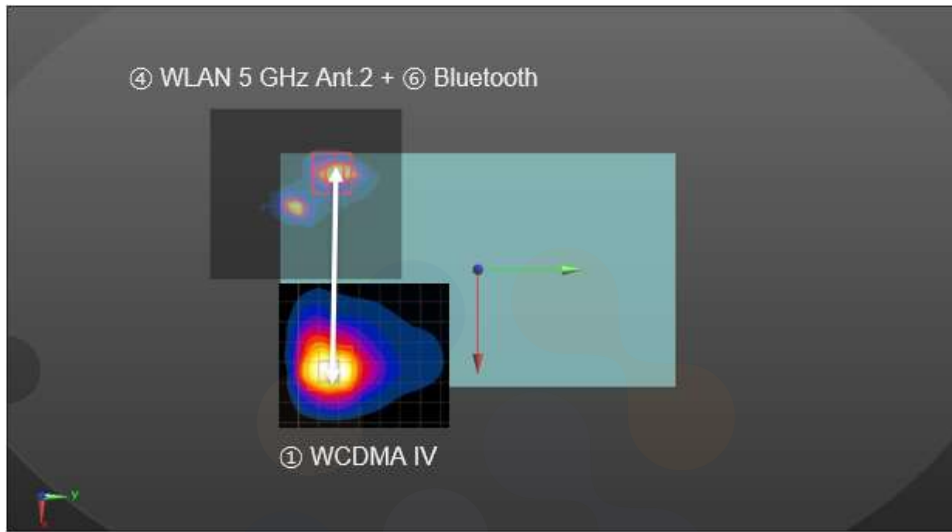 ④ WLAN 5 GHz Ant.2 + ⑥ Bluetooth
① WCDMA IV
y